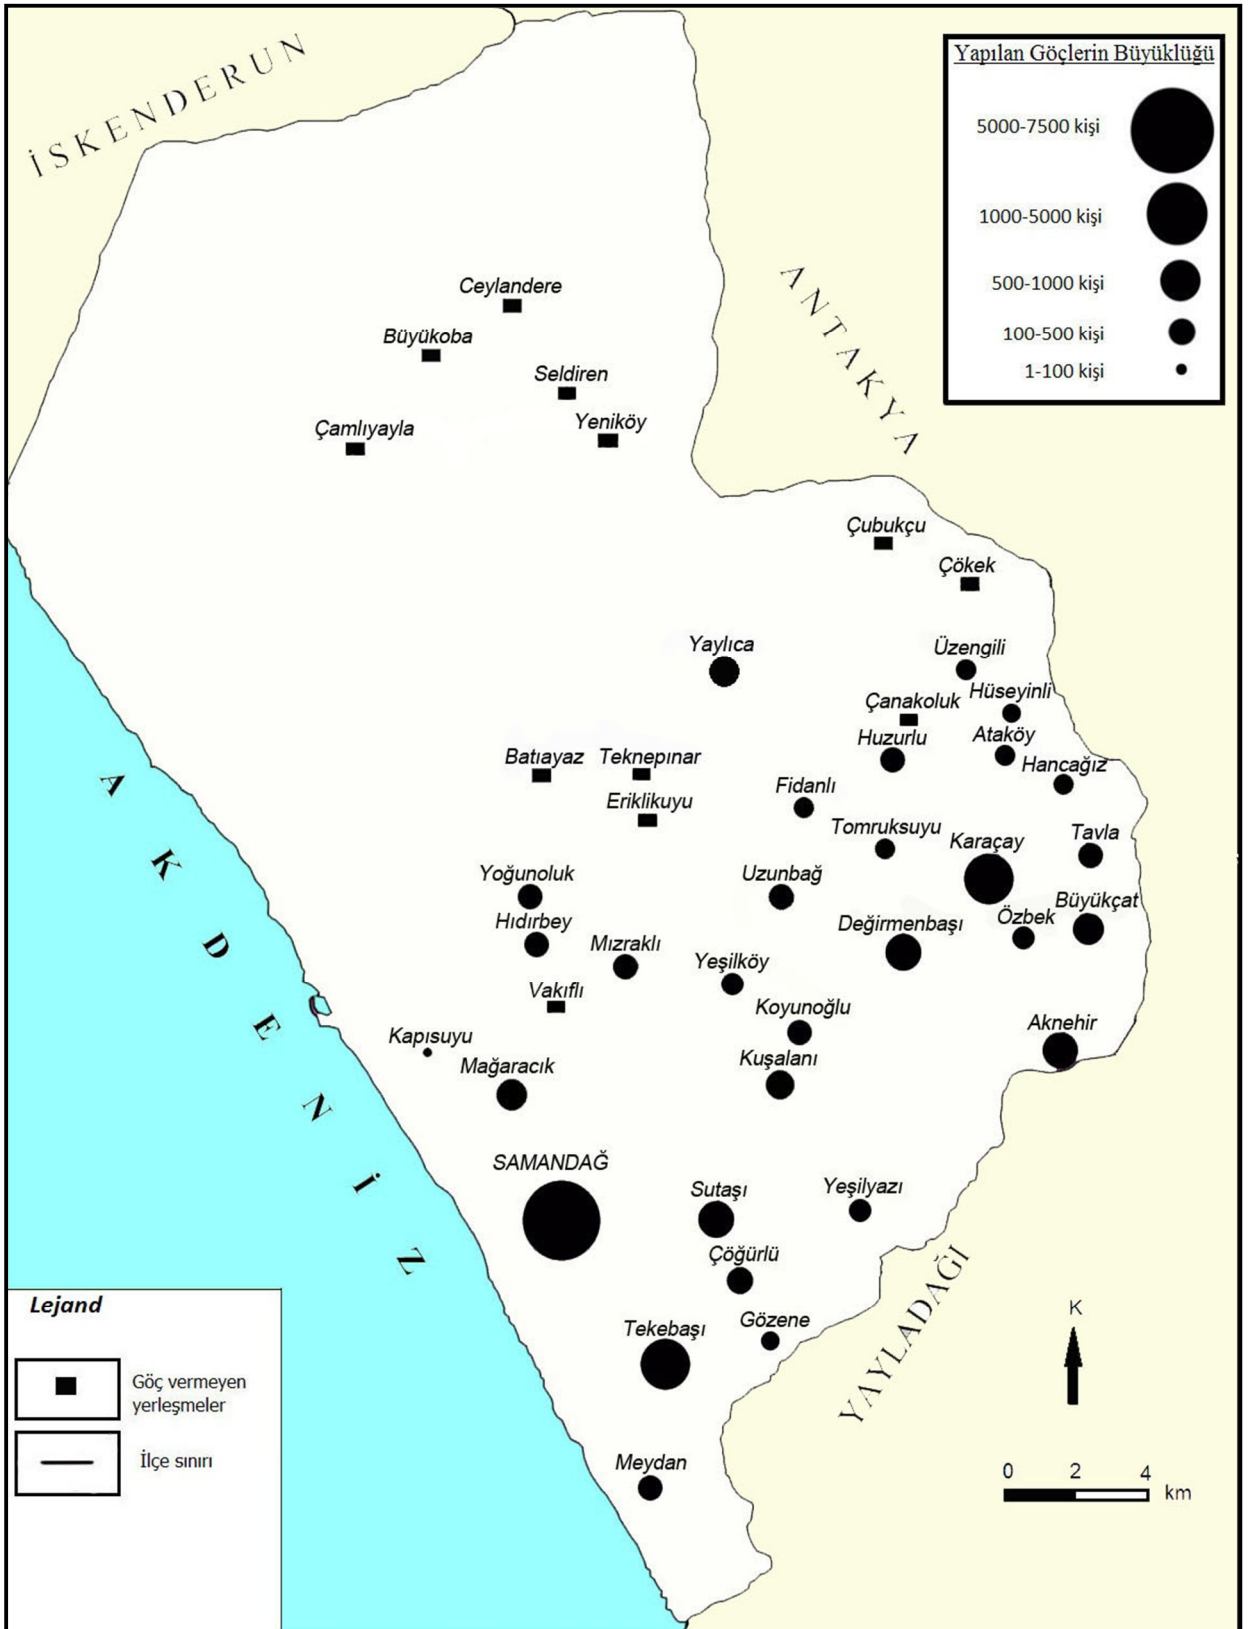 İSKENDERUN
Yapılan Göçlerin Büyüklüğü
5000-7500 kişi
1000-5000 kişi
500-1000 kişi
100-500 kişi
1-100 kişi
ANTAKYA
Ceylandere
Büyükoba
Seldiren
Yeniköy
Çamlıyayla
Çubukçu
Çökek
Yaylıca
Üzengili
Hüseyinli
Çanakoluk
Huzurlu
Ataköy
Hancağız
Batıayaz
Teknepınar
Eriklikuyu
Fidanlı
Tomruksuyu
Karaçay
Tavla
Yoğunoluk
Uzunbağ
Büyükçat
Hıdırbey
Değirmenbaşı
Özbek
Mızraklı
Yeşilköy
Vakıflı
Koyunoğlu
Aknehir
Kapısuyu
Mağaracık
Kuşalanı
AKDENİZ
SAMANDAĞ
Sutaşı
Yeşilyazı
Çöğürlü
Gözene
Tekebaşı
Meydan
YAYLADAĞI
Lejand
Göç vermeyen
yerleşmeler
İlçe sınırı
K
0 2 4
km